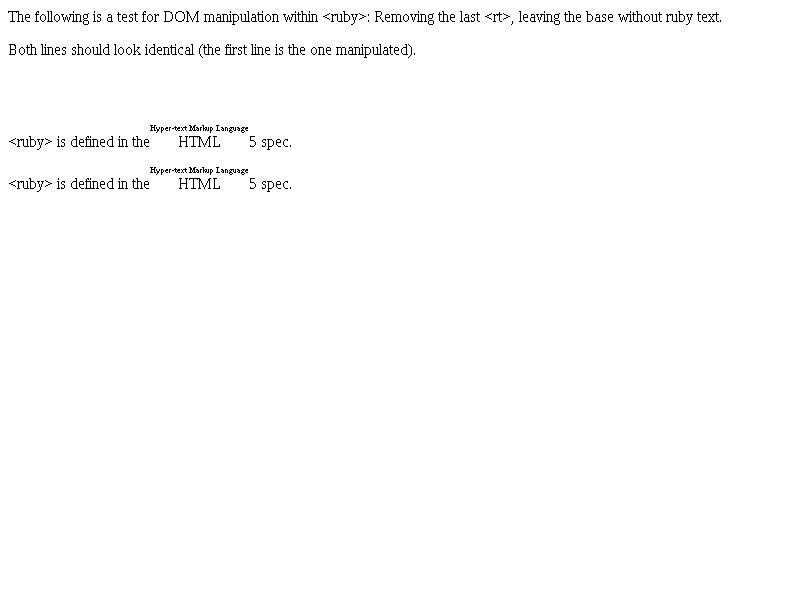 The following is a test for DOM manipulation within <ruby>: Removing the last <rt>, leaving the base without ruby text.
Both lines should look identical (the first line is the one manipulated).
Hyper-text Markup Language
<ruby> is defined in the HTML 5 spec.
Hyper-text Markup Language
<ruby> is defined in the HTML 5 spec.